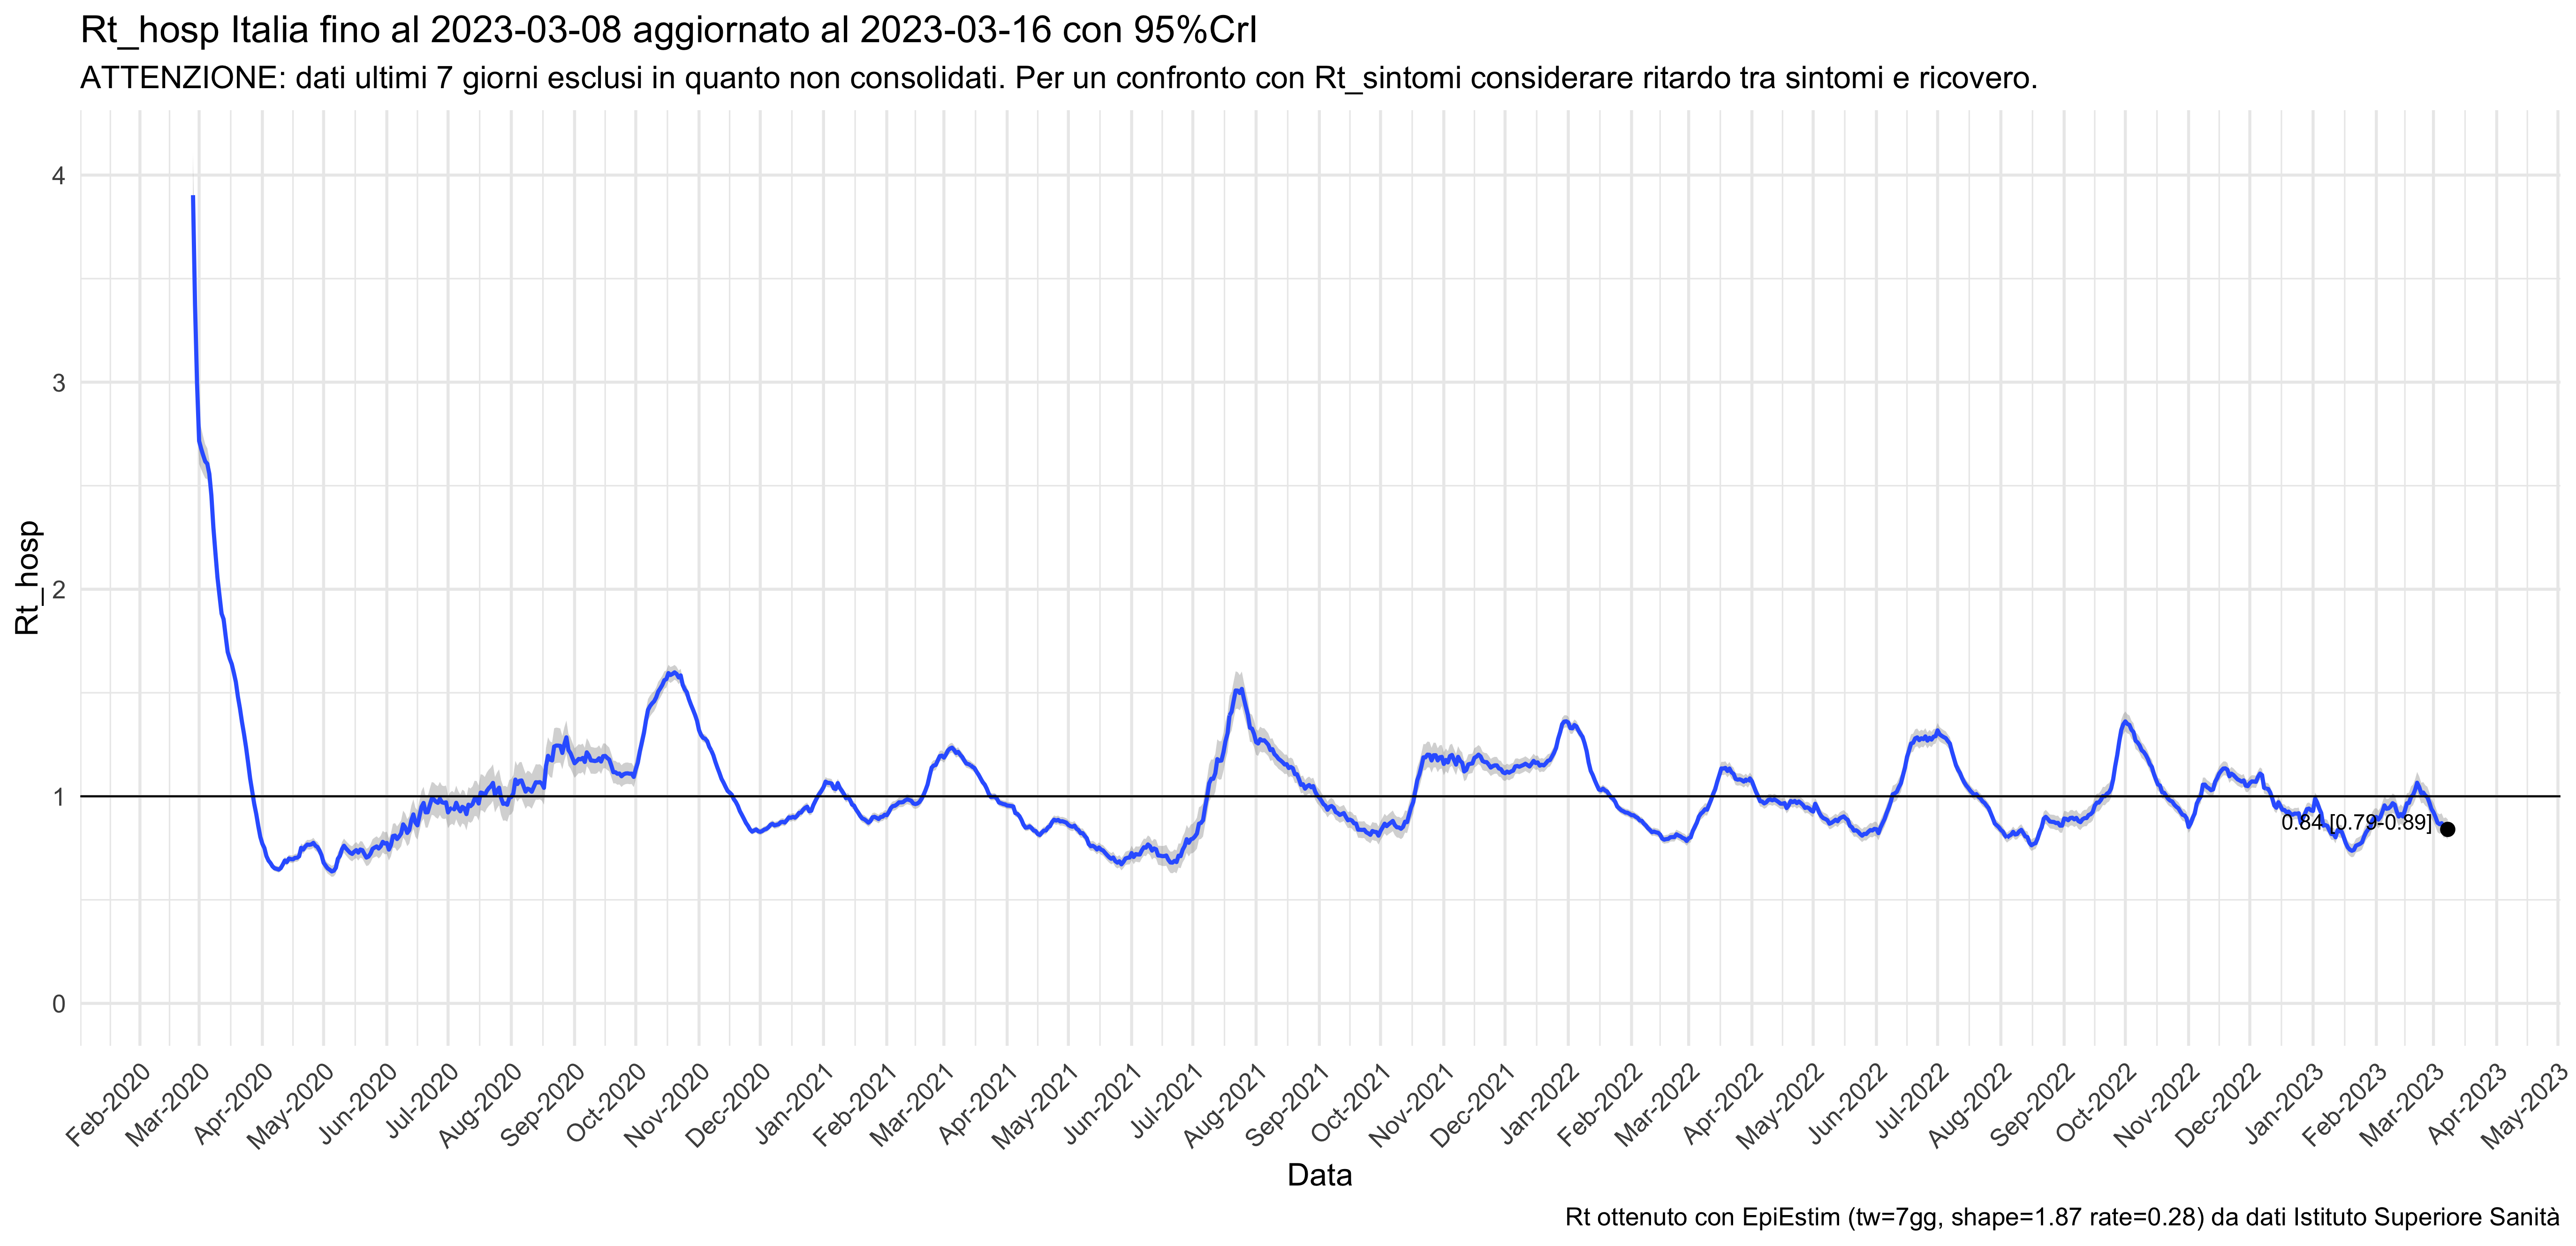 Rt_hosp Italia fino al 2023-03-08 aggiornato al 2023-03-16 con 95%CrI
ATTENZIONE: dati ultimi 7 giorni esclusi in quanto non consolidati. Per un confronto con Rt_sintomi considerare ritardo tra sintomi e ricovero.
4
3
2
1
0
Rt_hosp
0.84 [0.79-0.89]
Feb-2020
Mar-2020
Apr-2020
May-2020
Jun-2020
Jul-2020
Aug-2020
Sep-2020
Oct-2020
Nov-2020
Dec-2020
Jan-2021
Feb-2021
Mar-2021
Apr-2021
May-2021
Jun-2021
Jul-2021
Aug-2021
Sep-2021
Oct-2021
Nov-2021
Dec-2021
Jan-2022
Feb-2022
Mar-2022
Apr-2022
May-2022
Jun-2022
Jul-2022
Aug-2022
Sep-2022
Oct-2022
Nov-2022
Dec-2022
Jan-2023
Feb-2023
Mar-2023
Apr-2023
May-2023
Data
Rt ottenuto con EpiEstim (tw=7gg, shape=1.87 rate=0.28) da dati Istituto Superiore Sanità